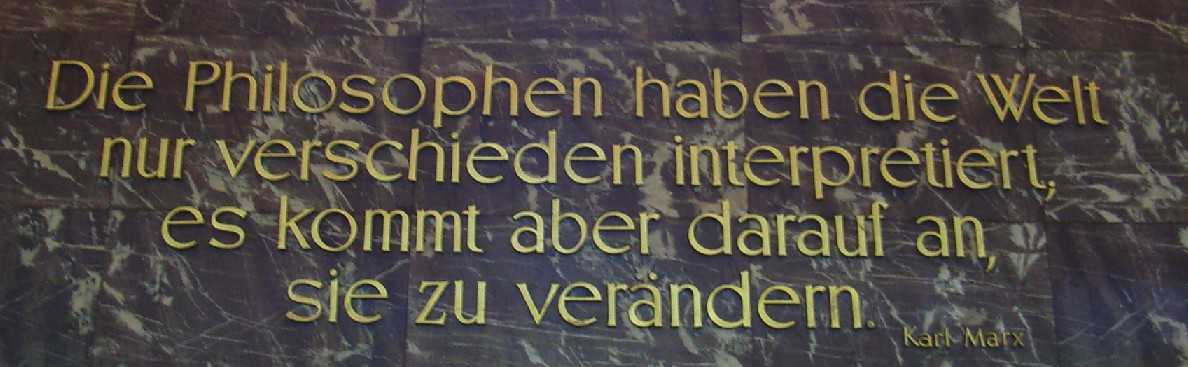 Die Philosophen haben die Welt
nur verschieden interpretiert,
es kommt aber darauf an,
sie zu verändern.
Karl Marx